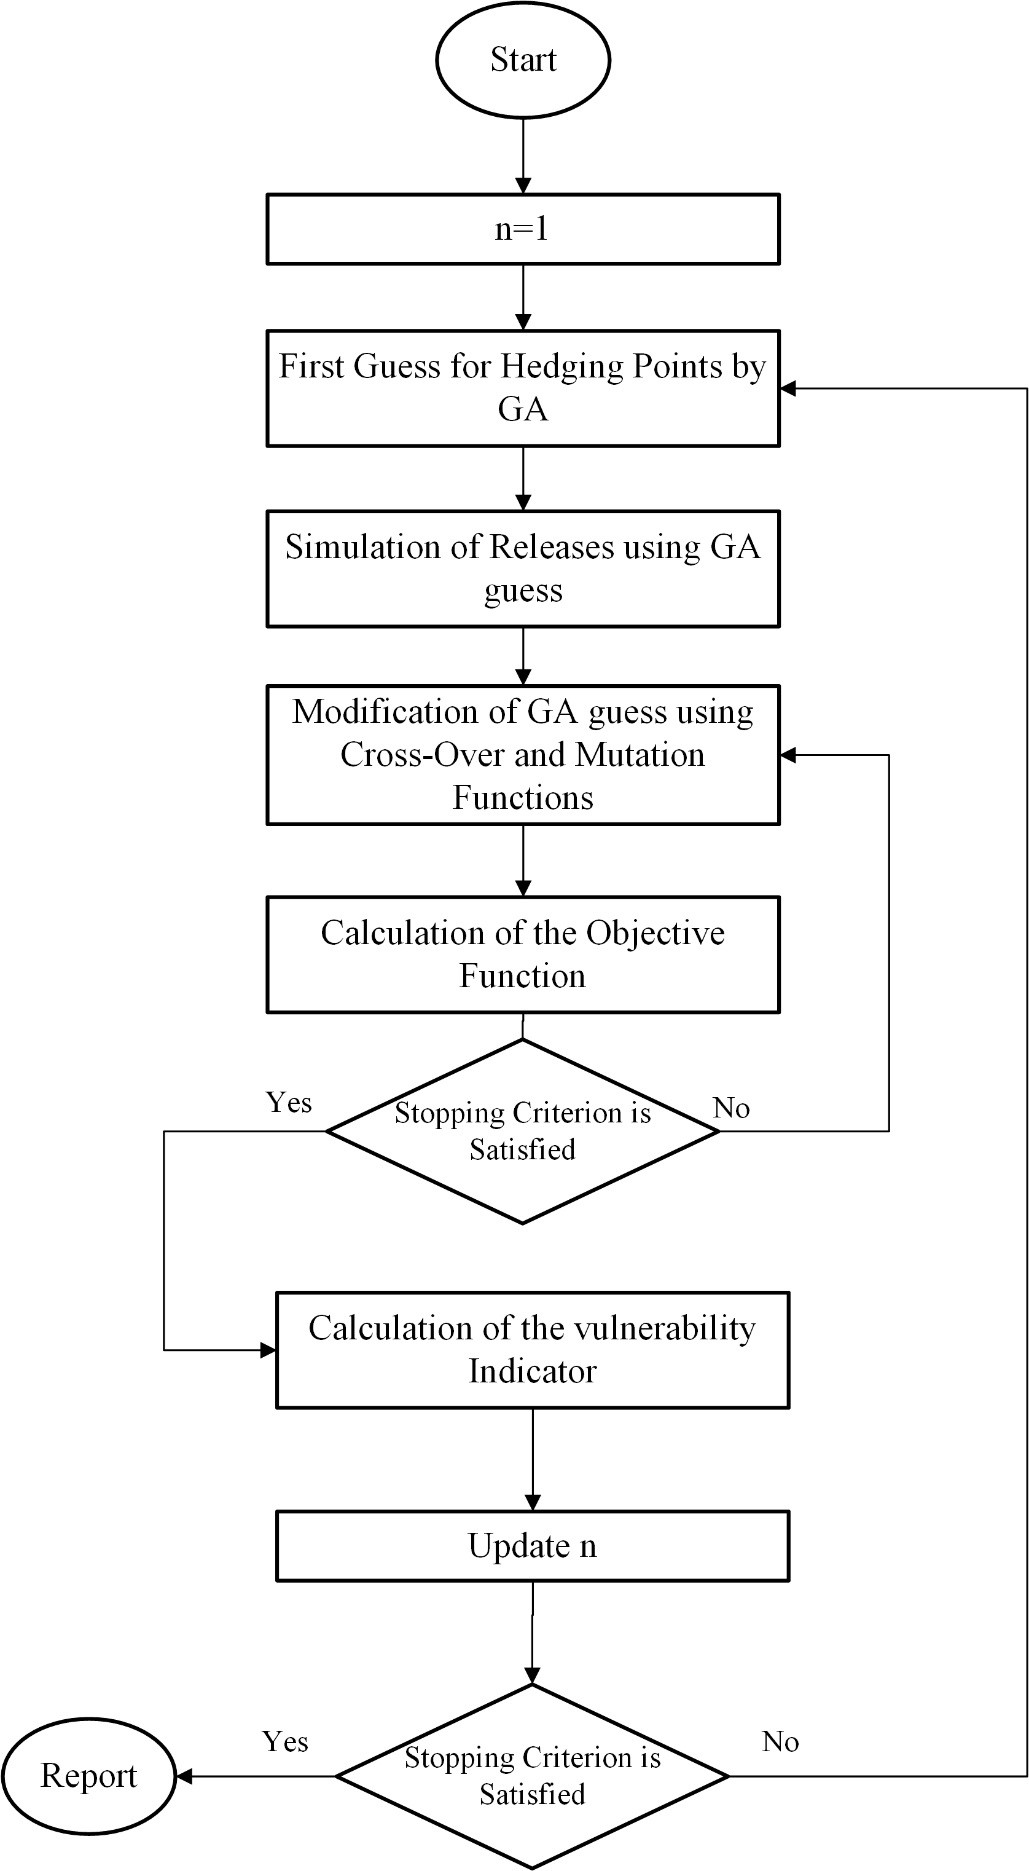 Start
n=1
First Guess for Hedging Points by
GA
Simulation of Releases using GA
guess
Modification of GA guess using
Cross-Over and Mutation
Functions
Calculation of the Objective
Function
Yes
Stopping Criterion is
Satisfied
No
Calculation of the vulnerability
Indicator
Update n
Yes
Stopping Criterion is
Satisfied
No
Report